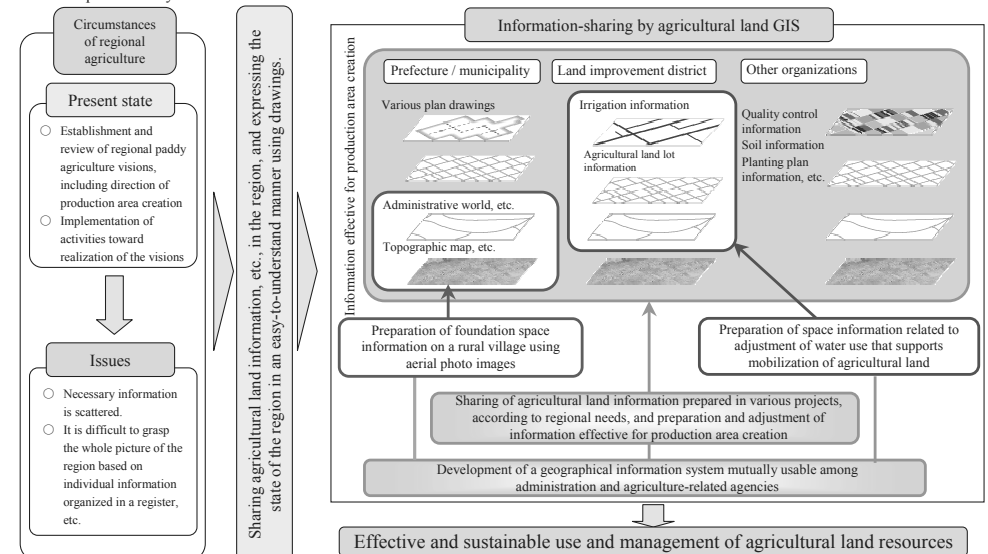 Circumstances
of regional
agriculture
Present state
○ Establishment and
review of regional paddy
agriculture visions,
including direction of
production area creation
○ Implementation of
activities toward
realization of the visions
Issues
○ Necessary information
is scattered.
○ It is difficult to grasp
the whole picture of the
region based on
individual information
organized in a register,
etc.
Sharing agricultural land information, etc., in the region, and expressing the
state of the region in an easy-to-understand manner using drawings.
Information-sharing by agricultural land GIS
Information effective for production area creation
Prefecture / municipality
Land improvement district
Other organizations
Various plan drawings
Administrative world, etc.
Topographic map, etc.
Irrigation information
Agricultural land lot
information
Quality control
information
Soil information
Planting plan
information, etc.
Preparation of foundation space
information on a rural village using
aerial photo images
Preparation of space information related to
adjustment of water use that supports
mobilization of agricultural land
Sharing of agricultural land information prepared in various projects,
according to regional needs, and preparation and adjustment of
information effective for production area creation
Development of a geographical information system mutually usable among
administration and agriculture-related agencies
Effective and sustainable use and management of agricultural land resources